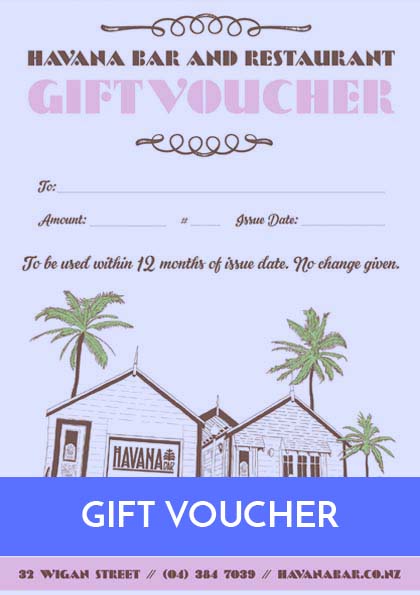 HAVANA BAR AND RESTAURANT
GIFT VOUCHER
To:
Amount: # Issue Date:
To be used within 12 months of issue date. No change given.
HAVANA BAR
GIFT VOUCHER
32 WIGAN STREET // (04) 384 7039 // HAVANABAR.CO.NZ